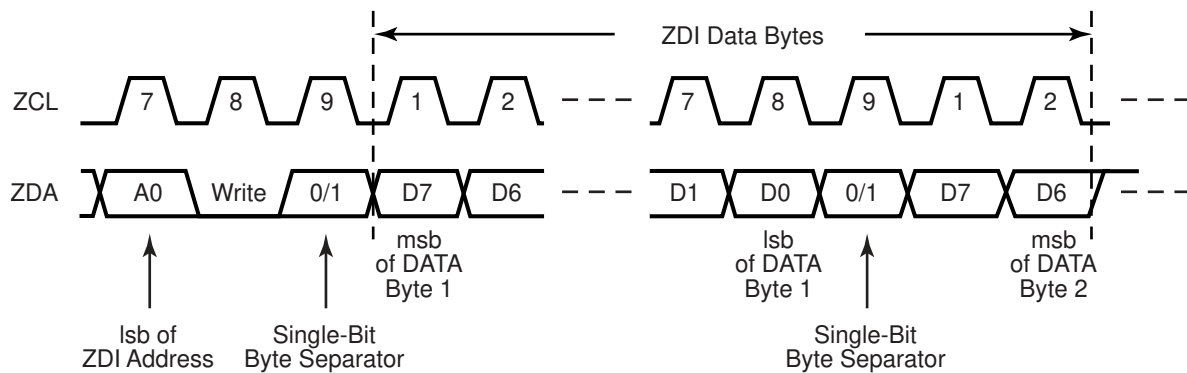 ZDI Data Bytes
ZCL 7 8 9 1 2 7 8 9 1 2
ZDA A0 Write 0/1 D7 D6 D1 D0 0/1 D7 D6
msb
of DATA
Byte 1
lsb
of DATA
Byte 1
msb
of DATA
Byte 2
lsb of
ZDI Address
Single-Bit
Byte Separator
Single-Bit
Byte Separator